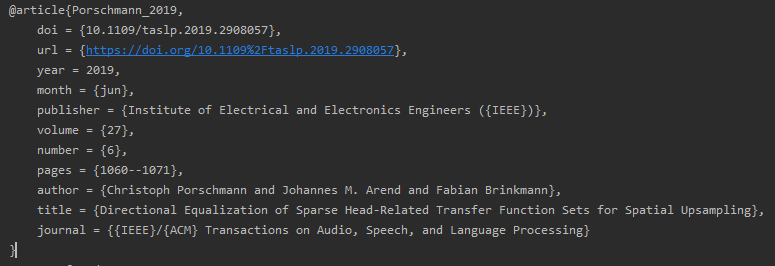 @article{Porschmann_2019,
doi = {10.1109/taslp.2019.2908057},
url = {https://doi.org/10.1109%2Ftaslp.2019.2908057},
year = 2019,
month = {jun},
publisher = {Institute of Electrical and Electronics Engineers ({IEEE})},
volume = {27},
number = {6},
pages = {1060--1071},
author = {Christoph Porschmann and Johannes M. Arend and Fabian Brinkmann},
title = {Directional Equalization of Sparse Head-Related Transfer Function Sets for Spatial Upsampling},
journal = {{IEEE}/{ACM} Transactions on Audio, Speech, and Language Processing}
}